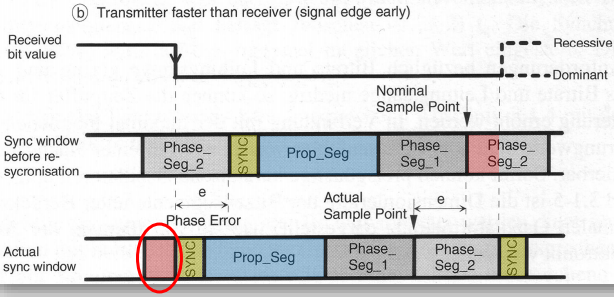 b Transmitter faster than receiver (signal edge early)
Received
bit value
Recessive
Dominant
Nominal
Sample Point
Sync window
before re-
sycronisation
Phase_
Seg_2
SYNC
Prop_Seg
Phase_
Seg_1
Phase_
Seg_2
e
Phase Error
Actual
Sample Point
e
Actual
sync window
SYNC
Prop_Seg
Phase_
Seg_1
Phase_
Seg_2
SYNC